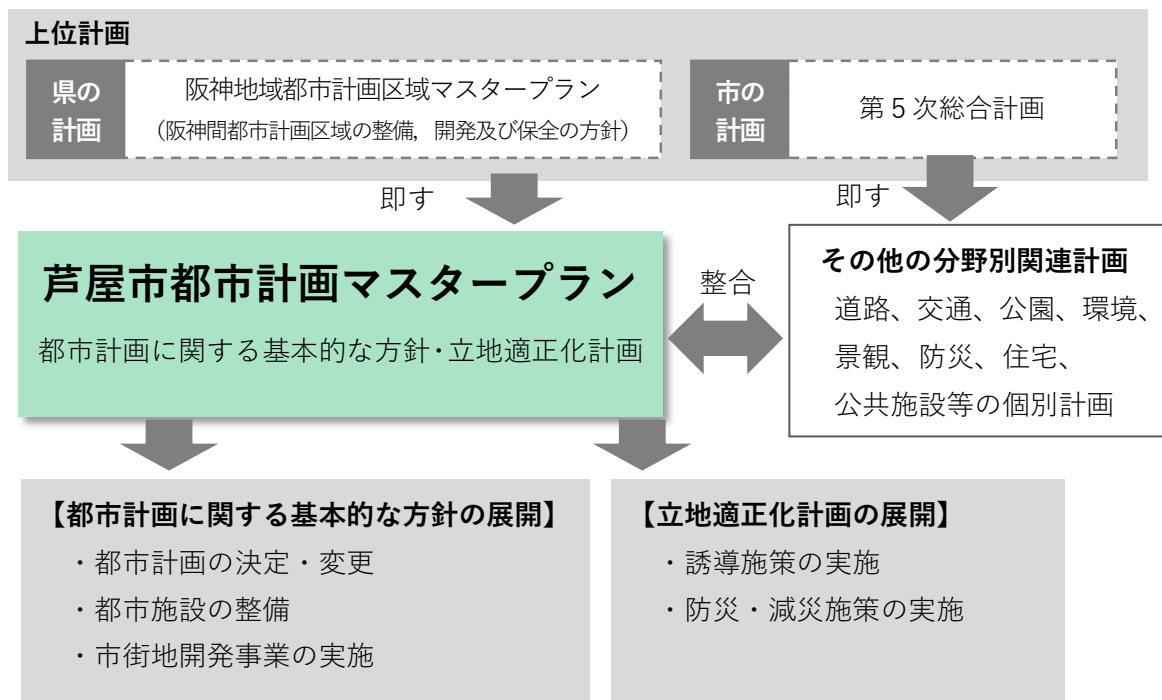 上位計画
県の
計画
阪神地域都市計画区域マスタープラン
（阪神間都市計画区域の整備，開発及び保全の方針）
市の
計画
第５次総合計画
即す
即す
芦屋市都市計画マスタープラン
都市計画に関する基本的な方針・立地適正化計画
整合
その他の分野別関連計画
道路、交通、公園、環境、
景観、防災、住宅、
公共施設等の個別計画
【都市計画に関する基本的な方針の展開】
・都市計画の決定・変更
・都市施設の整備
・市街地開発事業の実施
【立地適正化計画の展開】
・誘導施策の実施
・防災・減災施策の実施